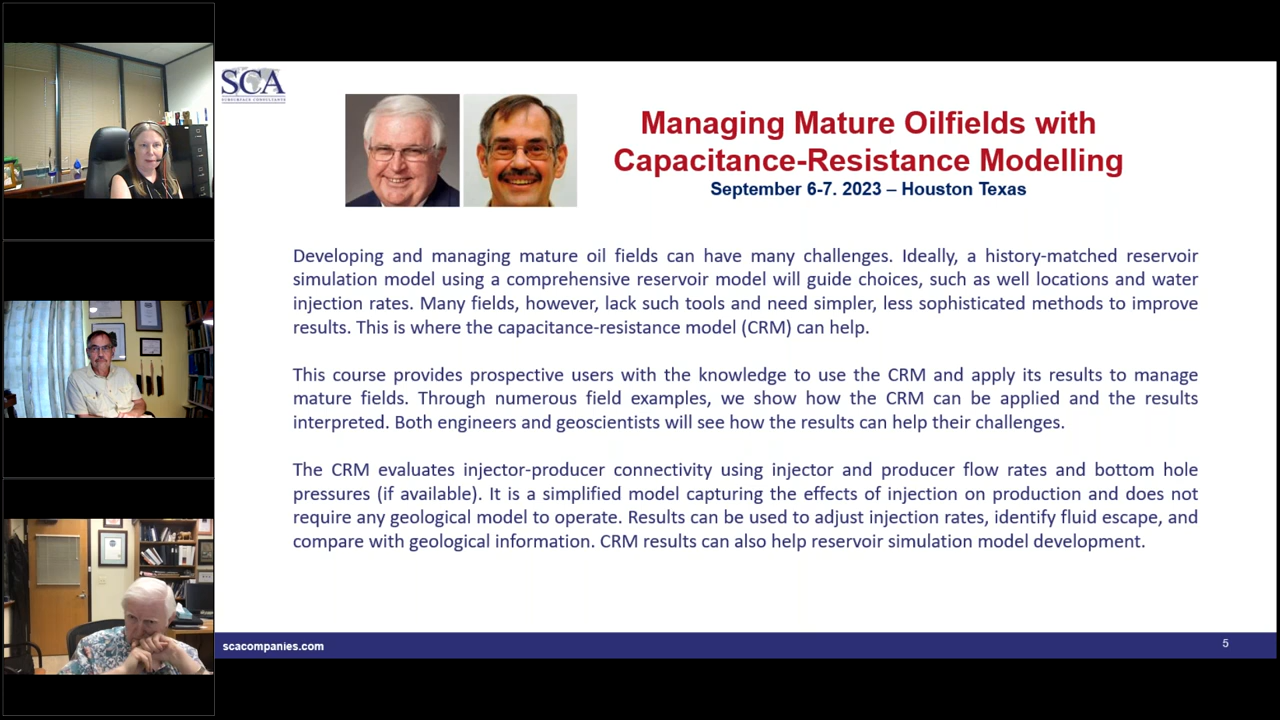 SCA
SUBSURFACE CONSULTANTS
Managing Mature Oilfields with
Capacitance-Resistance Modelling
September 6-7. 2023 – Houston Texas
Developing and managing mature oil fields can have many challenges. Ideally, a history-matched reservoir
simulation model using a comprehensive reservoir model will guide choices, such as well locations and water
injection rates. Many fields, however, lack such tools and need simpler, less sophisticated methods to improve
results. This is where the capacitance-resistance model (CRM) can help.
This course provides prospective users with the knowledge to use the CRM and apply its results to manage
mature fields. Through numerous field examples, we show how the CRM can be applied and the results
interpreted. Both engineers and geoscientists will see how the results can help their challenges.
The CRM evaluates injector-producer connectivity using injector and producer flow rates and bottom hole
pressures (if available). It is a simplified model capturing the effects of injection on production and does not
require any geological model to operate. Results can be used to adjust injection rates, identify fluid escape, and
compare with geological information. CRM results can also help reservoir simulation model development.
scacompanies.com
5